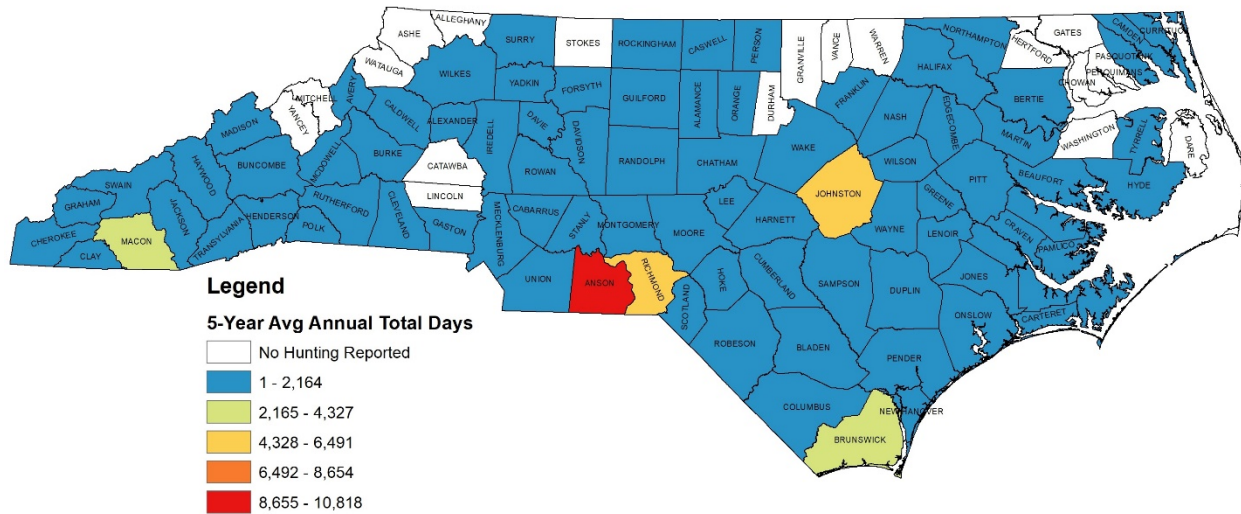 ALLEGHANY
ASHE
SURRY
STOKES
ROCKINGHAM
CASWELL
PERSON
GRANVILLE
VANCE
WARREN
NORTHAMPTON
HERTFORD
GATES
CAMDEN
CURRITUCK
PASQUOTANK
PERQUIMANS
CHOWAN
WATAUGA
WILKES
YADKIN
FORSYTH
GUILFORD
ALAMANCE
ORANGE
DURHAM
FRANKLIN
HALIFAX
BERTIE
MITCHELL
YANCEY
AVERY
CALDWELL
ALEXANDER
IREDELL
DAVIE
DAVIDSON
NASH
EDGECOMBE
MARTIN
WASHINGTON
TYRRELL
DARE
MADISON
HAYWOOD
BUNCOMBE
MCDOWELL
BURKE
CATAWBA
ROWAN
RANDOLPH
CHATHAM
WAKE
WILSON
PITT
BEAUFORT
HYDE
SWAIN
GRAHAM
JACKSON
HENDERSON
RUTHERFORD
CLEVELAND
LINCOLN
CABARRUS
STANLY
MONTGOMERY
MOORE
LEE
HARNETT
JOHNSTON
GREENE
WAYNE
LENOIR
CRAVEN
PAMLICO
CHEROKEE
CLAY
MACON
TRANSYLVANIA
POLK
GASTON
MECKLENBURG
UNION
ANSON
RICHMOND
SCOTLAND
HOKE
CUMBERLAND
SAMPSON
DUPLIN
JONES
ONSLOW
CARTERET
ROBESON
BLADEN
PENDER
COLUMBUS
NEW HANOVER
BRUNSWICK
Legend
5-Year Avg Annual Total Days
No Hunting Reported
1 - 2,164
2,165 - 4,327
4,328 - 6,491
6,492 - 8,654
8,655 - 10,818